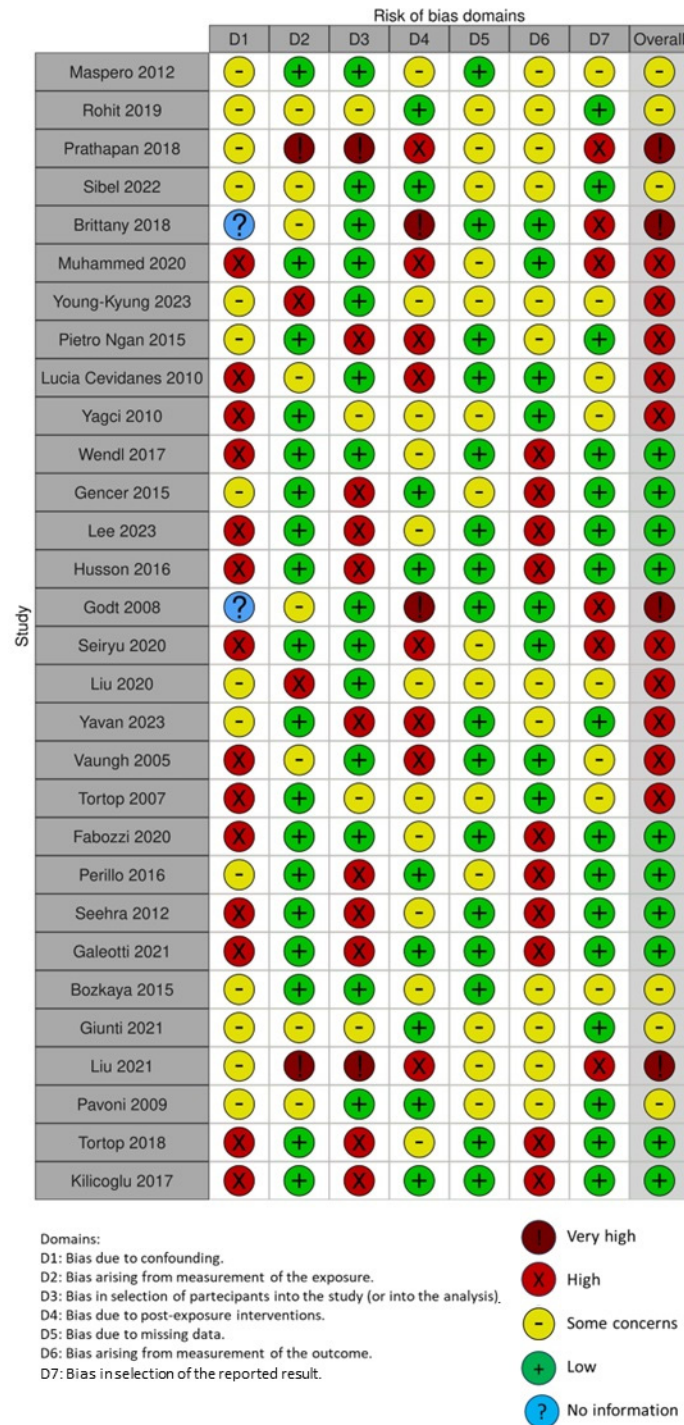 Risk of bias domains
D1 D2 D3 D4 D5 D6 D7 Overall
Study
Maspero 2012 - + + - + - - -
Rohit 2019 - - - + - - + -
Prathapan 2018 - ! ! X - - X !
Sibel 2022 - - + + - - + -
Brittany 2018 ? - + ! + + X !
Muhammed 2020 X + + X - + X X
Young-Kyung 2023 - X + - - - - X
Pietro Ngan 2015 - + X X + - + X
Lucia Cevidanes 2010 X - + X + + - X
Yagci 2010 X + - - - + - X
Wendl 2017 X + + - + X + +
Gencer 2015 - + X + - X + +
Lee 2023 X + X - + X + +
Husson 2016 X + X + + X + +
Godt 2008 ? - + ! + + X !
Seiryu 2020 X + + X - + X X
Liu 2020 - X + - - - - X
Yavan 2023 - + X X + - + X
Vaungh 2005 X - + X + + - X
Tortop 2007 X + - - - + - X
Fabozzi 2020 X + + - + X + +
Perillo 2016 - + X + - X + +
Seehra 2012 X + X - + X + +
Galeotti 2021 X + X + + X + +
Bozkaya 2015 - + + - + - - -
Giunti 2021 - - - + - - + -
Liu 2021 - ! ! X - - X !
Pavoni 2009 - - + + - - + -
Tortop 2018 X + X - + X + +
Kilicoglu 2017 X + X + + X + +
Domains:
D1: Bias due to confounding.
D2: Bias arising from measurement of the exposure.
D3: Bias in selection of partecipants into the study (or into the analysis).
D4: Bias due to post-exposure interventions.
D5: Bias due to missing data.
D6: Bias arising from measurement of the outcome.
D7: Bias in selection of the reported result.
! Very high
X High
- Some concerns
+ Low
? No information